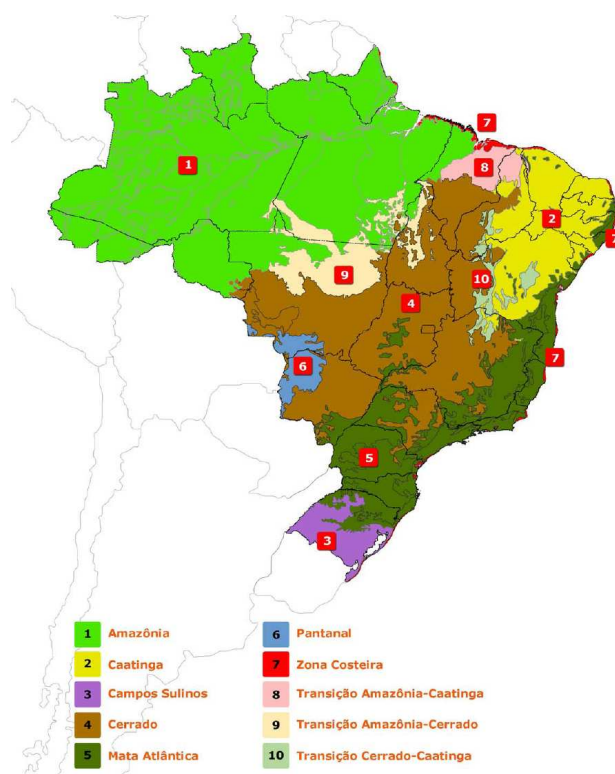 7
8
1
2
7
9
10
4
6
7
5
3
1 Amazônia
2 Caatinga
3 Campos Sulinos
4 Cerrado
5 Mata Atlântica
6 Pantanal
7 Zona Costeira
8 Transição Amazônia-Caatinga
9 Transição Amazônia-Cerrado
10 Transição Cerrado-Caatinga